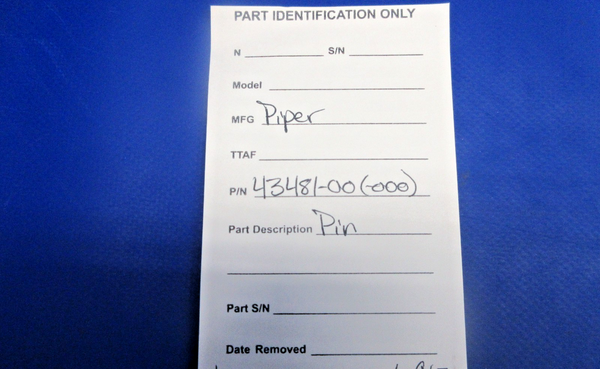 PART IDENTIFICATION ONLY
N S/N
Model
MFG Piper
TTAF
P/N 43481-00 (-000)
Part Description Pin
Part S/N
Date Removed